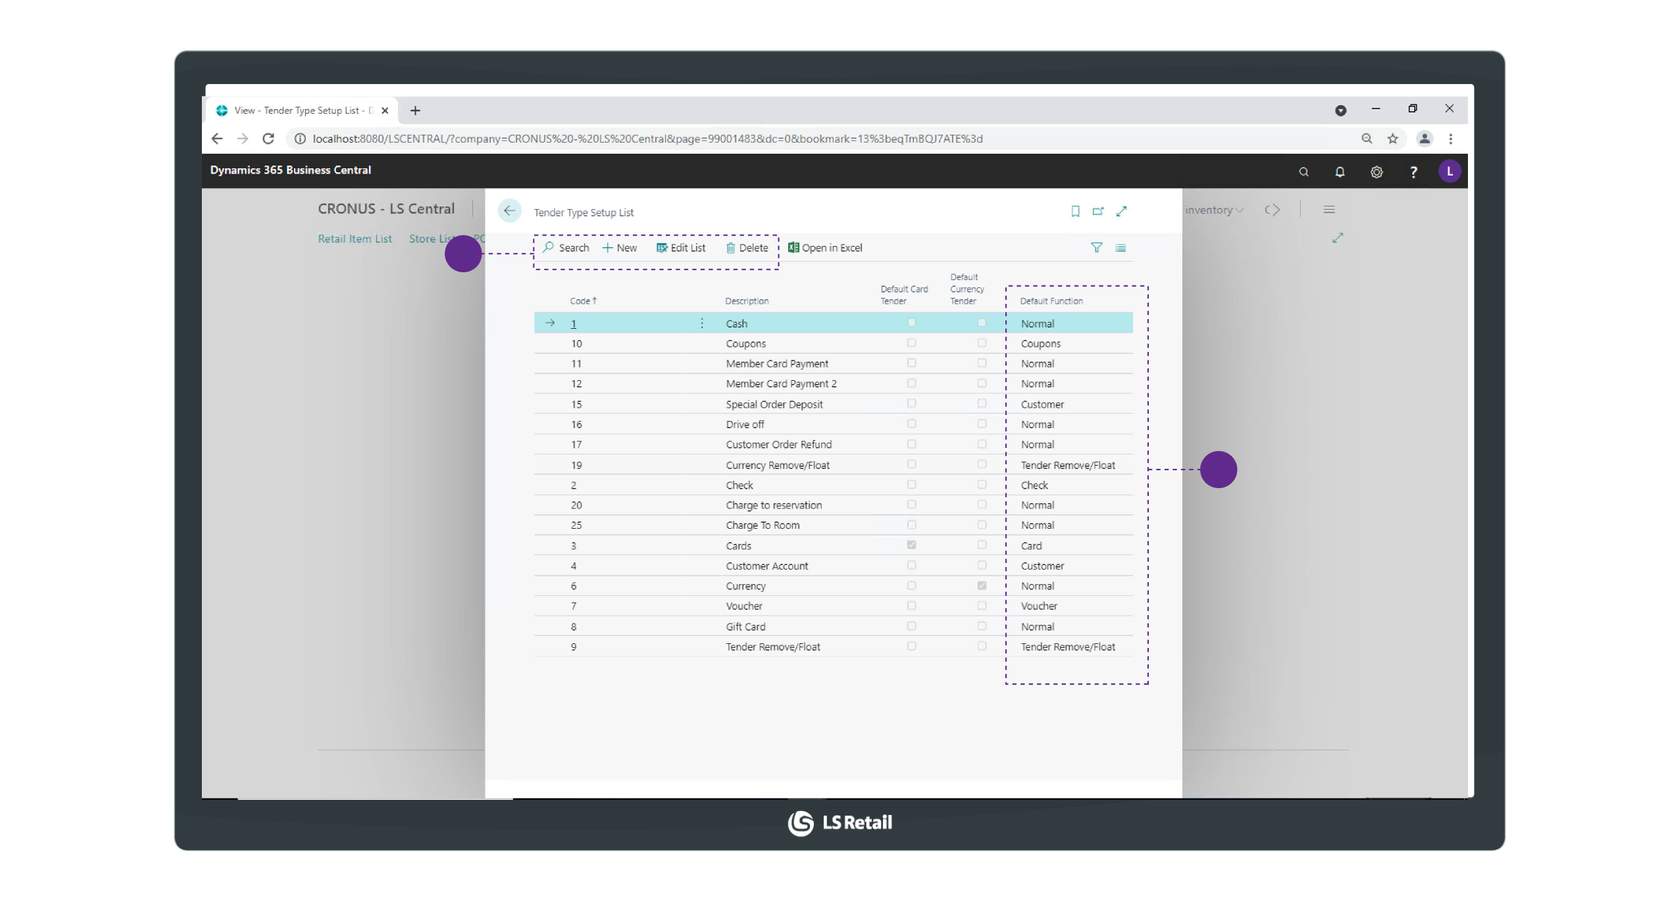 View - Tender Type Setup List -
localhost:8080/LSCENTRAL/?company=CRONUS%20-%20LS%20Central&page=99001483&dc=0&bookmark=13%3beqTmBQJ7ATE%3d
Dynamics 365 Business Central
? L
CRONUS - LS Central
Tender Type Setup List
inventory
Retail Item List Store List
Search New Edit List Delete Open in Excel
Code ↑ Description Default Card Tender Default Currency Tender Default Function
1 Cash Normal
10 Coupons Coupons
11 Member Card Payment Normal
12 Member Card Payment 2 Normal
15 Special Order Deposit Customer
16 Drive off Normal
17 Customer Order Refund Normal
19 Currency Remove/Float Tender Remove/Float
2 Check Check
20 Charge to reservation Normal
25 Charge To Room Normal
3 Cards Card
4 Customer Account Customer
6 Currency Normal
7 Voucher Voucher
8 Gift Card Normal
9 Tender Remove/Float Tender Remove/Float
LS Retail